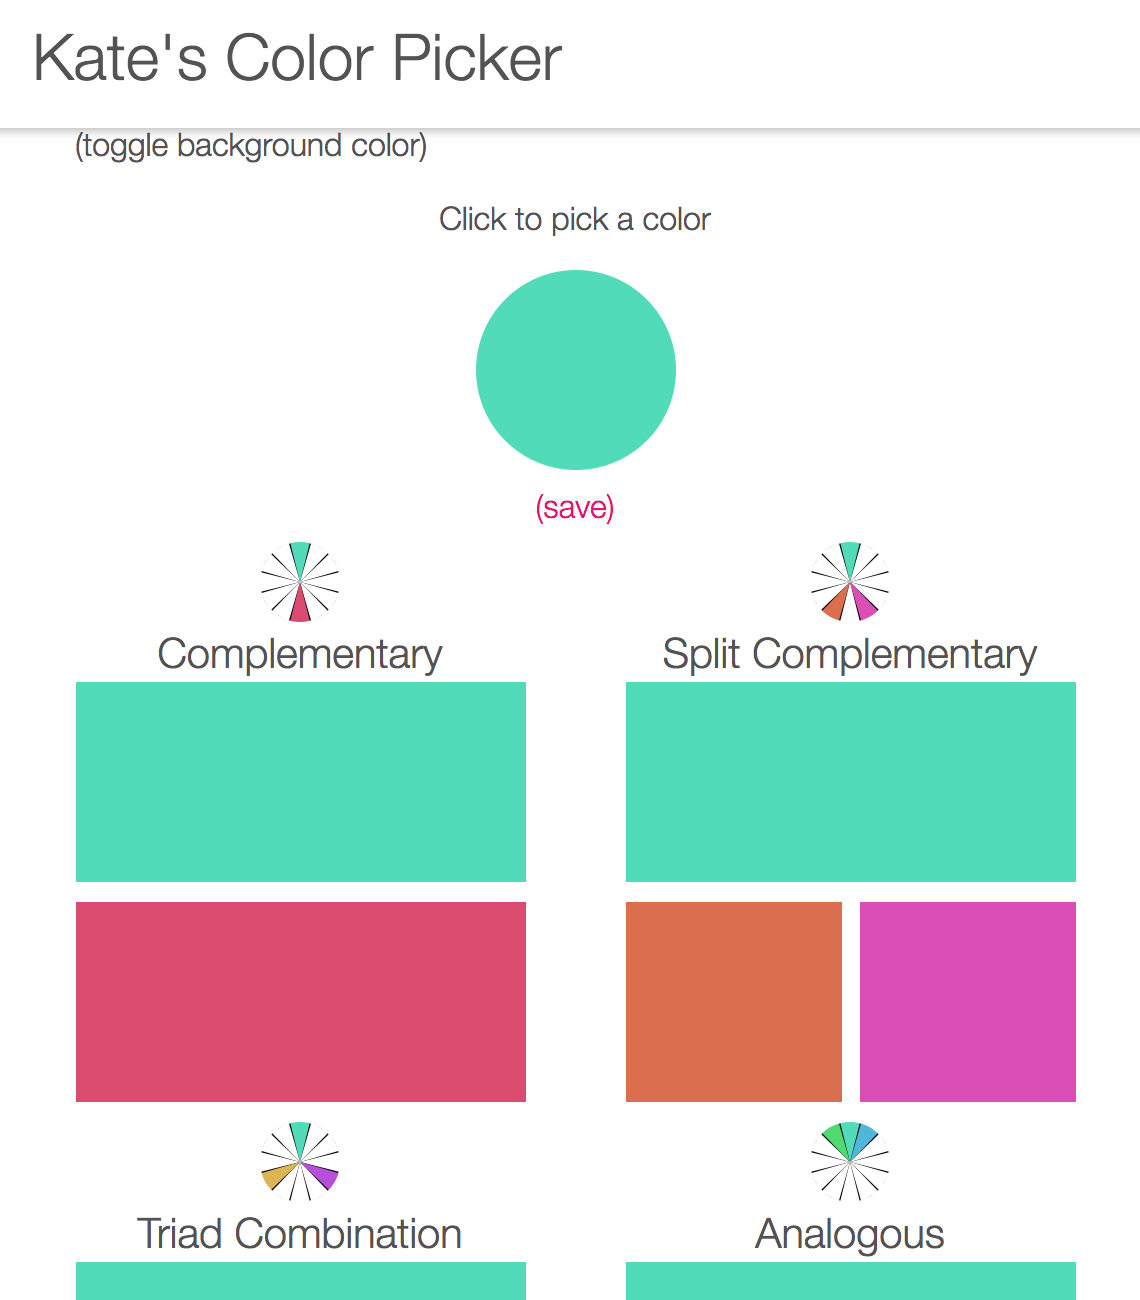 Kate's Color Picker
(toggle background color)
Click to pick a color
(save)
Complementary
Split Complementary
Triad Combination
Analogous